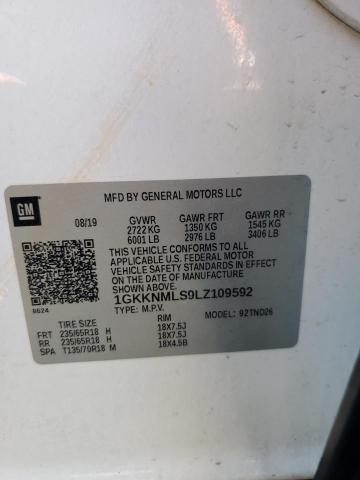 MFD BY GENERAL MOTORS LLC
GM
08/19 GVWR GAWR FRT GAWR RR
2722 KG 1350 KG 1545 KG
6001 LB 2976 LB 3406 LB
THIS VEHICLE CONFORMS TO ALL
APPLICABLE U.S. FEDERAL MOTOR
VEHICLE SAFETY STANDARDS IN EFFECT ON THE
DATE OF MANUFACTURE SHOWN ABOVE.
1GKKNMLS9LZ109592
8624 TYPE: M.P.V. MODEL: 92TND26
TIRE SIZE RIM
FRT 235/65R18 H 18X7.5J
RR 235/65R18 H 18X7.5J
SPA T135/70R18 M 18X4.5B